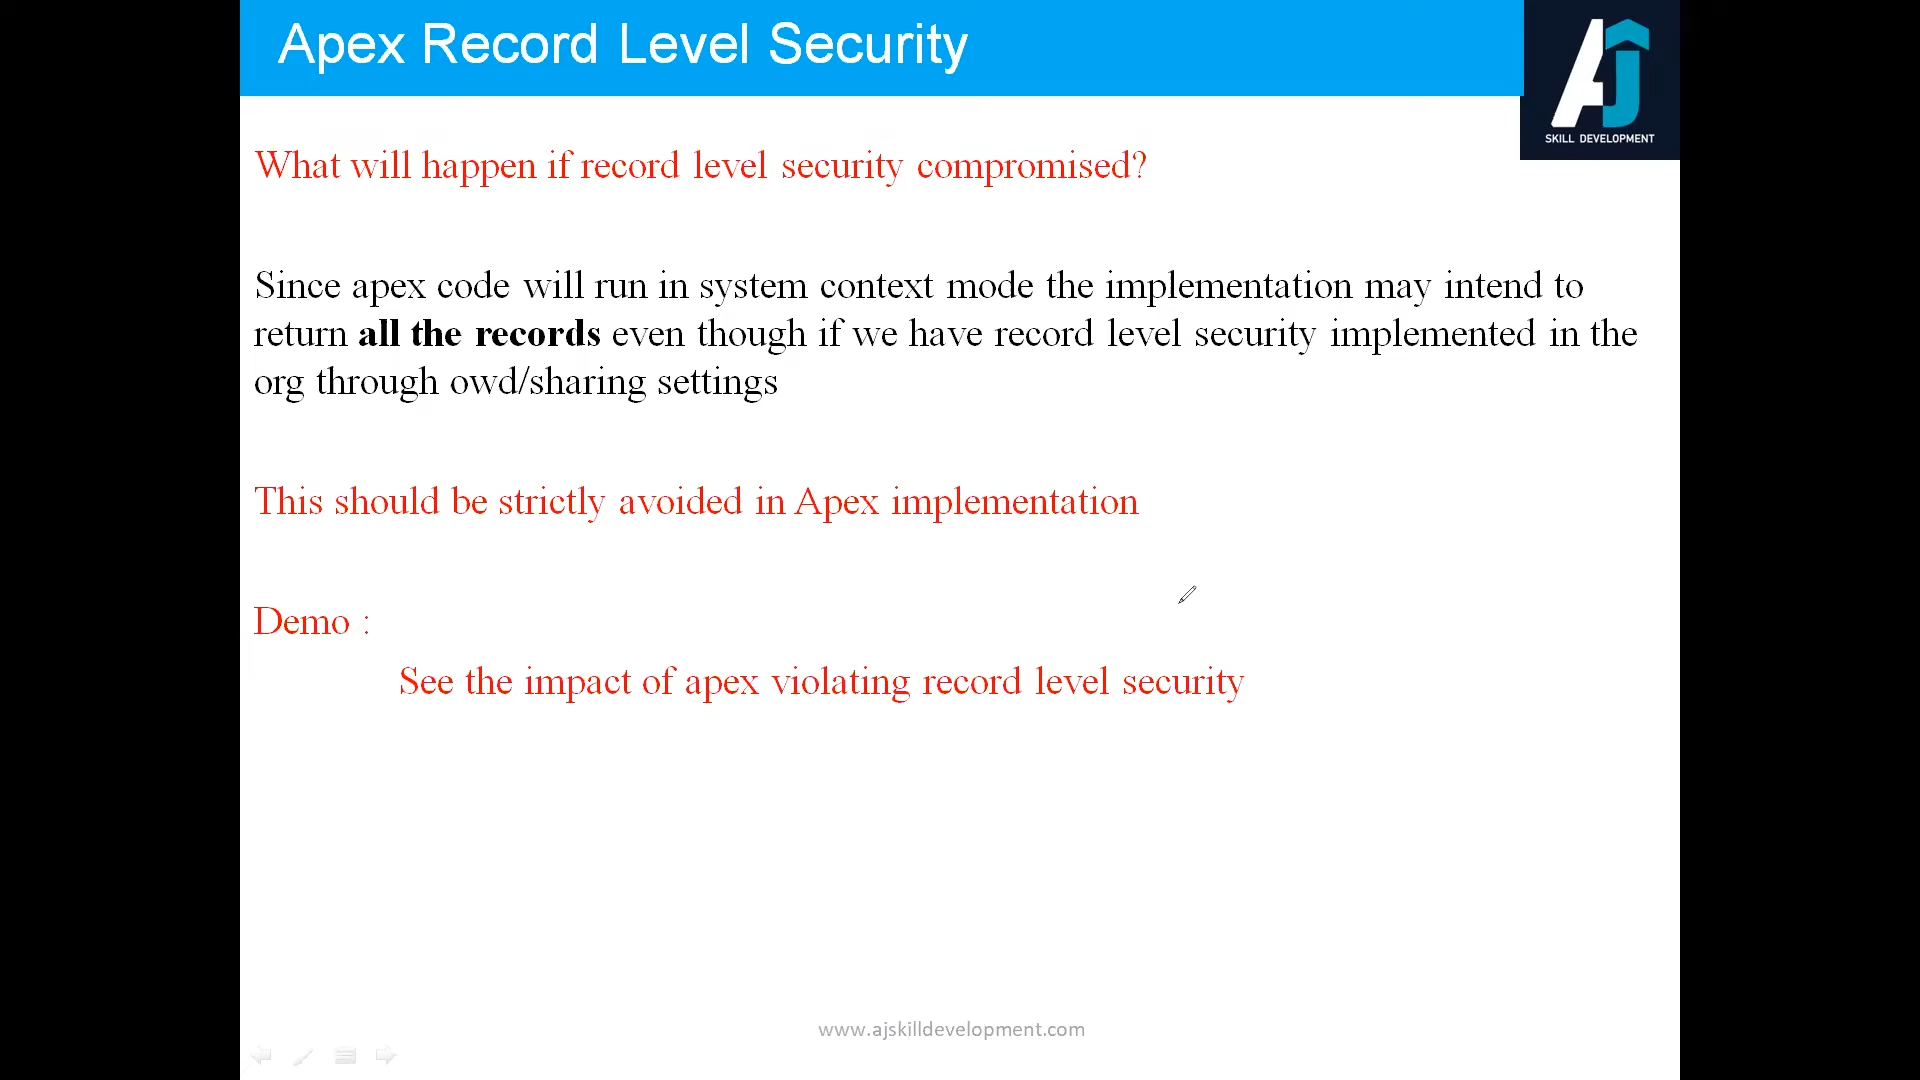 Apex Record Level Security
AJ
SKILL DEVELOPMENT
What will happen if record level security compromised?
Since apex code will run in system context mode the implementation may intend to
return all the records even though if we have record level security implemented in the
org through owd/sharing settings
This should be strictly avoided in Apex implementation
Demo :
See the impact of apex violating record level security
www.ajskilldevelopment.com